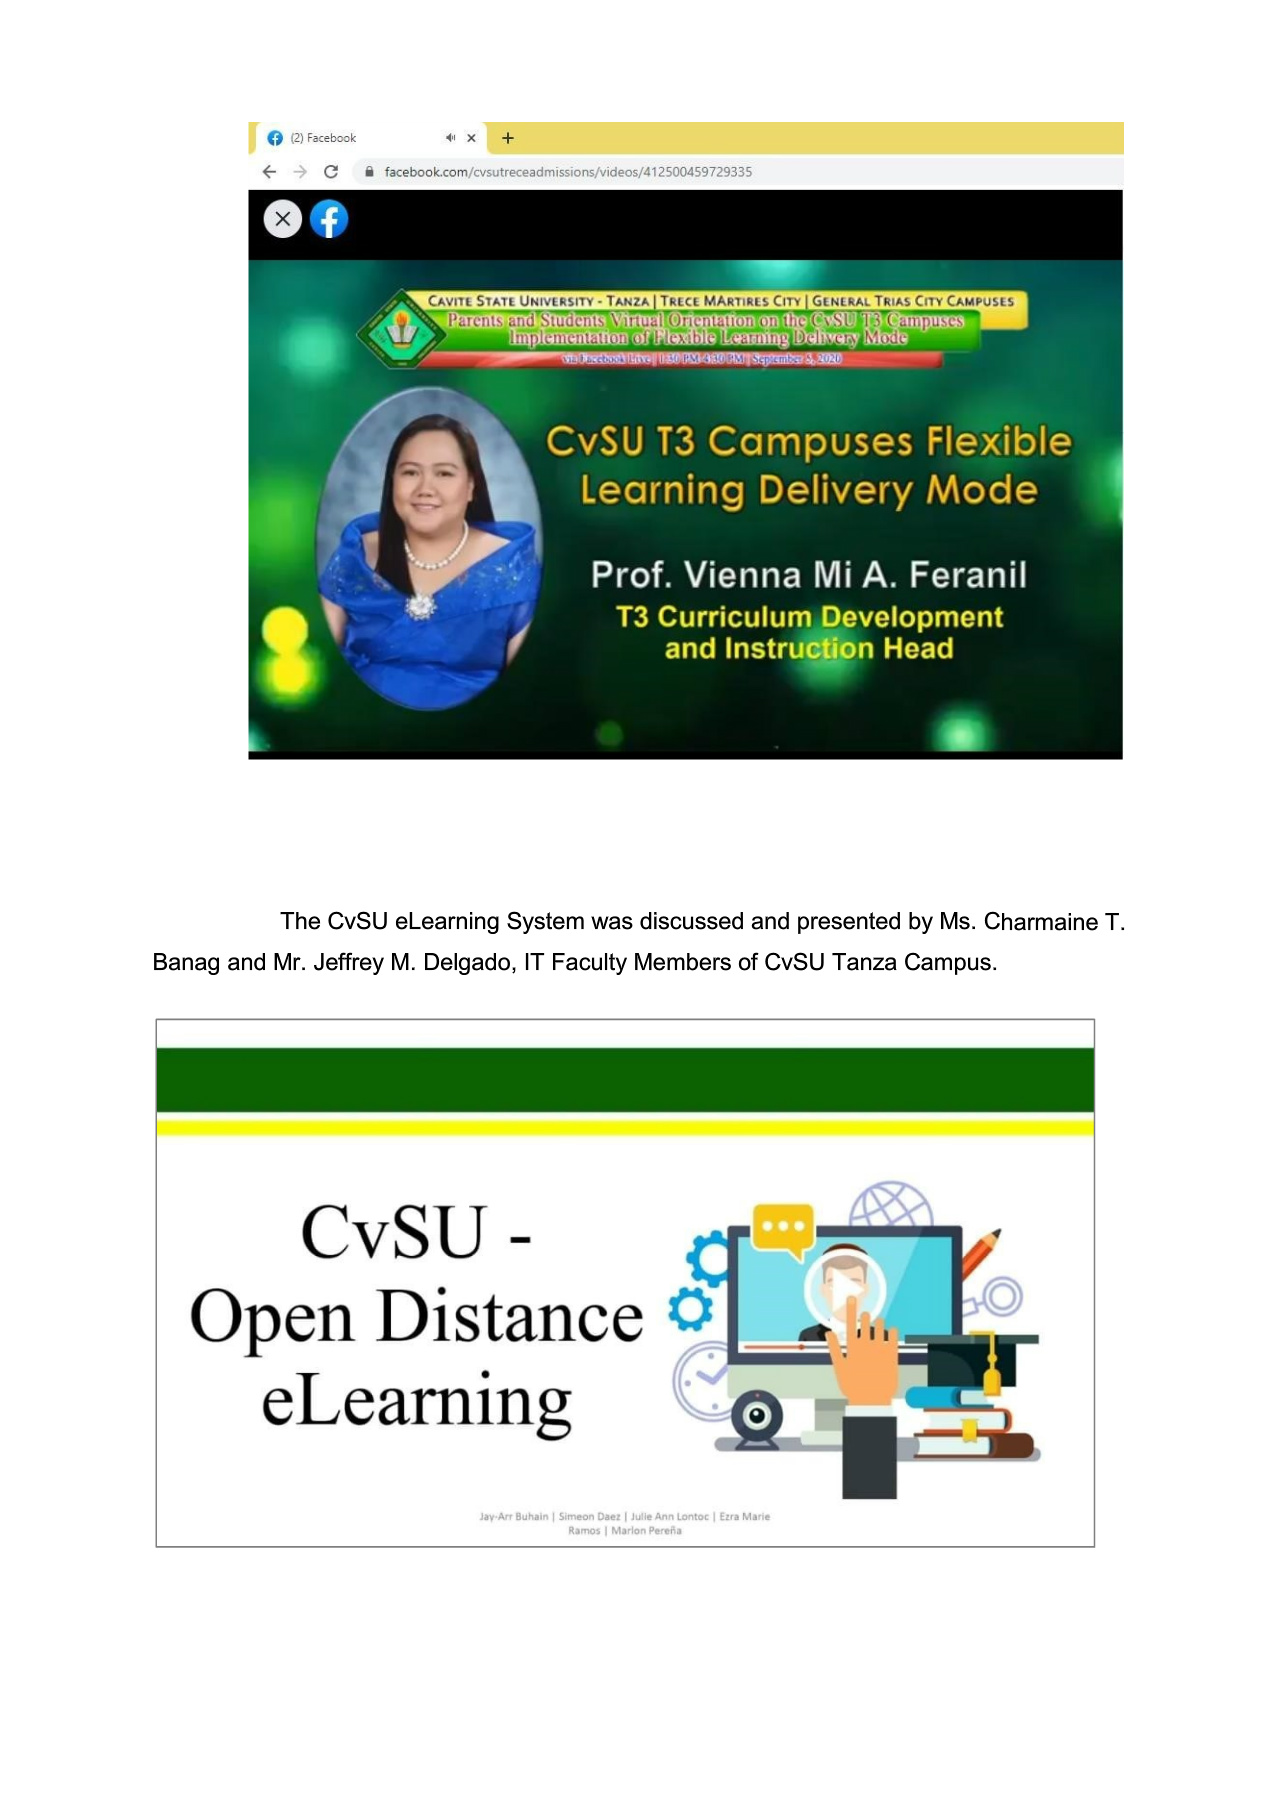 (2) Facebook
facebook.com/cvsutreceadmissions/videos/412500459729335
CAVITE STATE UNIVERSITY - TANZA | TRECE MARTIRES CITY | GENERAL TRIAS CITY CAMPUSES
Parents and Students Virtual Orientation on the CvSU T3 Campuses
Implementation of Flexible Learning Delivery Mode
via Facebook Live | 1:30 PM-4:30 PM | September 5, 2020
CvSU T3 Campuses Flexible
Learning Delivery Mode
Prof. Vienna Mi A. Feranil
T3 Curriculum Development
and Instruction Head
The CvSU eLearning System was discussed and presented by Ms. Charmaine T.
Banag and Mr. Jeffrey M. Delgado, IT Faculty Members of CvSU Tanza Campus.
CvSU -
Open Distance
eLearning
Jay-Arr Buhain | Simeon Daez | Julie Ann Lontoc | Ezra Marie
Ramos | Marlon Pereña